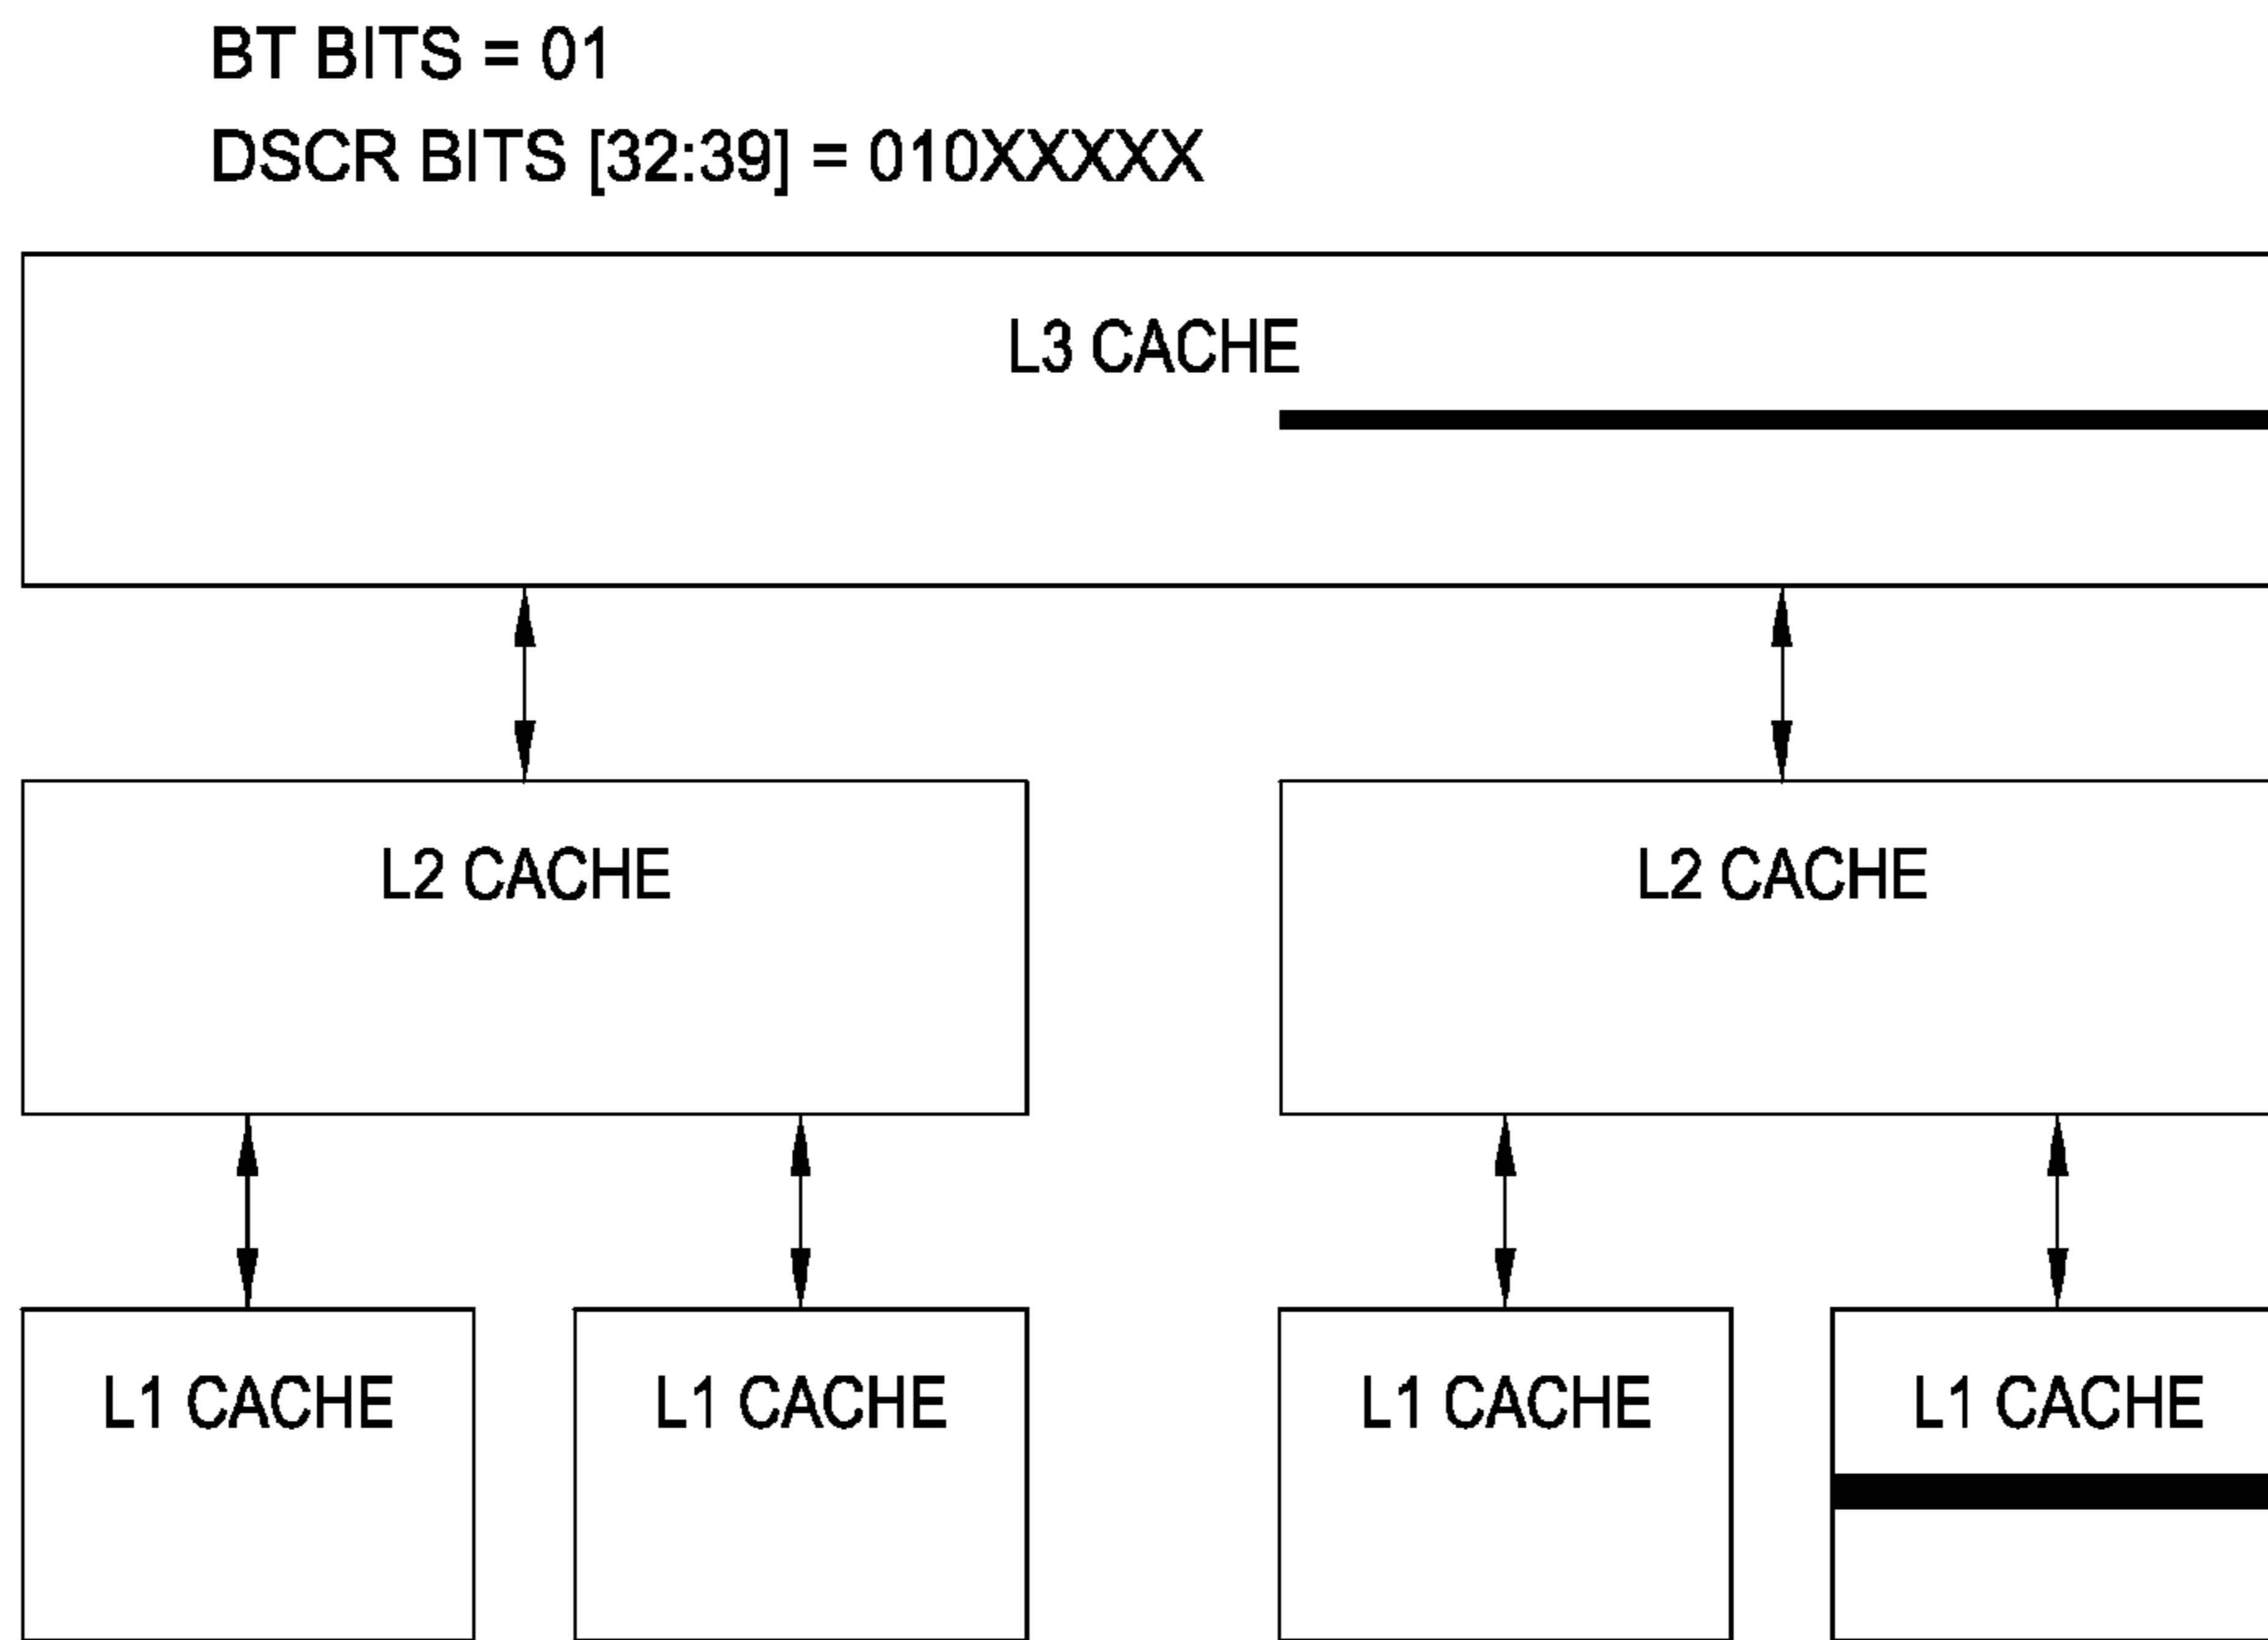 BT BITS = 01
DSCR BITS [32:39] = 010XXXXX
L3 CACHE
L2 CACHE
L2 CACHE
L1 CACHE
L1 CACHE
L1 CACHE
L1 CACHE